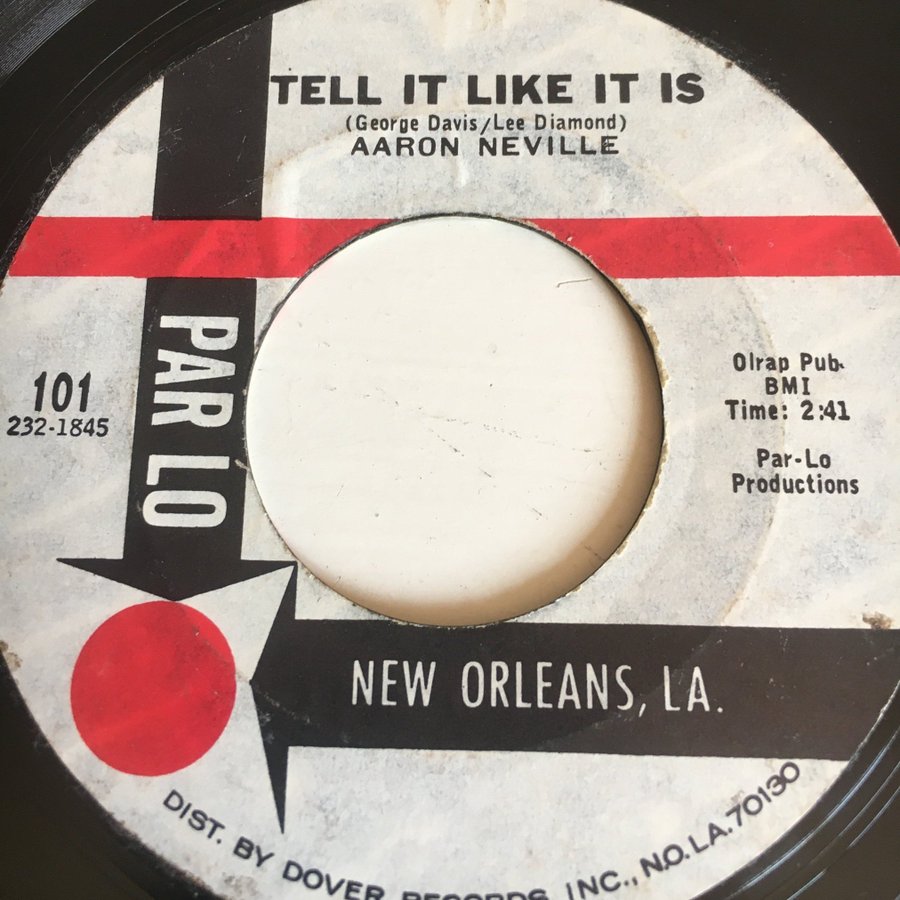 TELL IT LIKE IT IS
(George Davis/Lee Diamond)
AARON NEVILLE
PAR LO
101
232-1845
Olrap Pub.
BMI
Time: 2:41
Par-Lo
Productions
NEW ORLEANS, LA.
DIST. BY DOVER RECORDS INC., N.O. LA. 70130